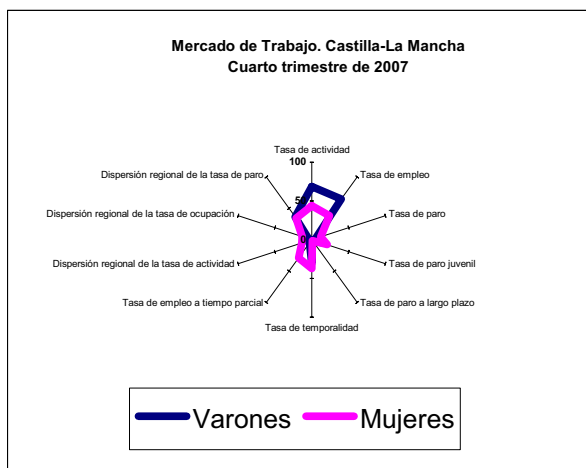 Mercado de Trabajo. Castilla-La Mancha
Cuarto trimestre de 2007
Tasa de actividad
100
Dispersión regional de la tasa de paro
Tasa de empleo
50
Dispersión regional de la tasa de ocupación
Tasa de paro
0
Dispersión regional de la tasa de actividad
Tasa de paro juvenil
Tasa de empleo a tiempo parcial
Tasa de paro a largo plazo
Tasa de temporalidad
Varones
Mujeres